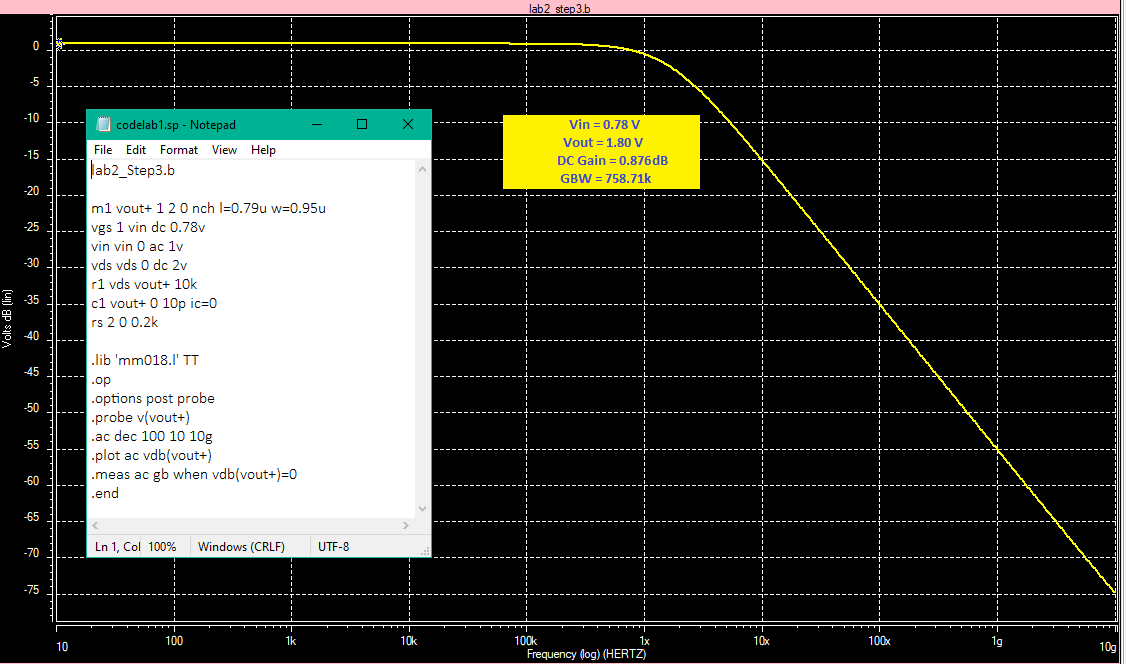 lab2_step3.b
0
-5
-10
-15
-20
-25
-30
-35
-40
-45
-50
-55
-60
-65
-70
-75
Volts dB (lin)
codelab1.sp - Notepad
File Edit Format View Help
lab2_Step3.b
m1 vout+ 1 2 0 nch l=0.79u w=0.95u
vgs 1 vin dc 0.78v
vin vin 0 ac 1v
vds vds 0 dc 2v
r1 vds vout+ 10k
c1 vout+ 0 10p ic=0
rs 2 0 0.2k
.lib 'mm018.l' TT
.op
.options post probe
.probe v(vout+)
.ac dec 100 10 10g
.plot ac vdb(vout+)
.meas ac gb when vdb(vout+)=0
.end
Ln 1, Col 100% Windows (CRLF) UTF-8
Vin = 0.78 V
Vout = 1.80 V
DC Gain = 0.876dB
GBW = 758.71k
10 100 1k 10k 100k 1x 10x 100x 1g 10g
Frequency (log) (HERTZ)